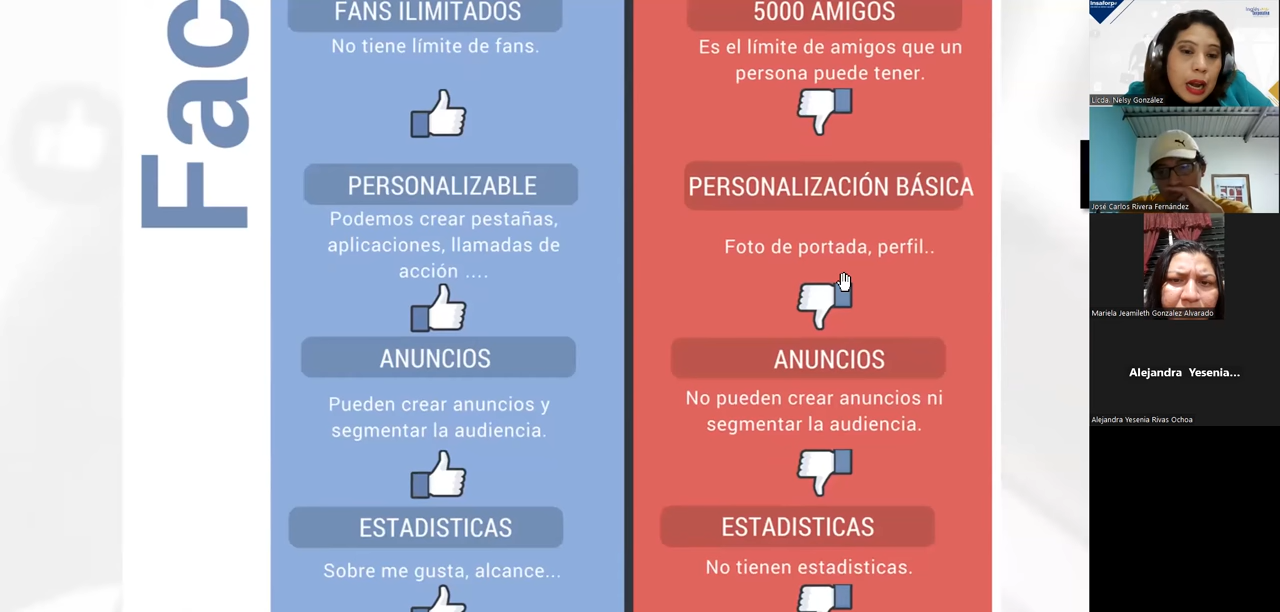 Fac
FANS ILIMITADOS
No tiene límite de fans.
PERSONALIZABLE
Podemos crear pestañas,
aplicaciones, llamadas de
acción ....
ANUNCIOS
Pueden crear anuncios y
segmentar la audiencia.
ESTADISTICAS
Sobre me gusta, alcance...
5000 AMIGOS
Es el límite de amigos que un
persona puede tener.
PERSONALIZACIÓN BÁSICA
Foto de portada, perfil..
ANUNCIOS
No pueden crear anuncios ni
segmentar la audiencia.
ESTADISTICAS
No tienen estadisticas.
Insaforp
Licda. Nelsy González
José Carlos Rivera Fernández
Mariela Jeamileth Gonzalez Alvarado
Alejandra Yesenia...
Alejandra Yesenia Rivas Ochoa